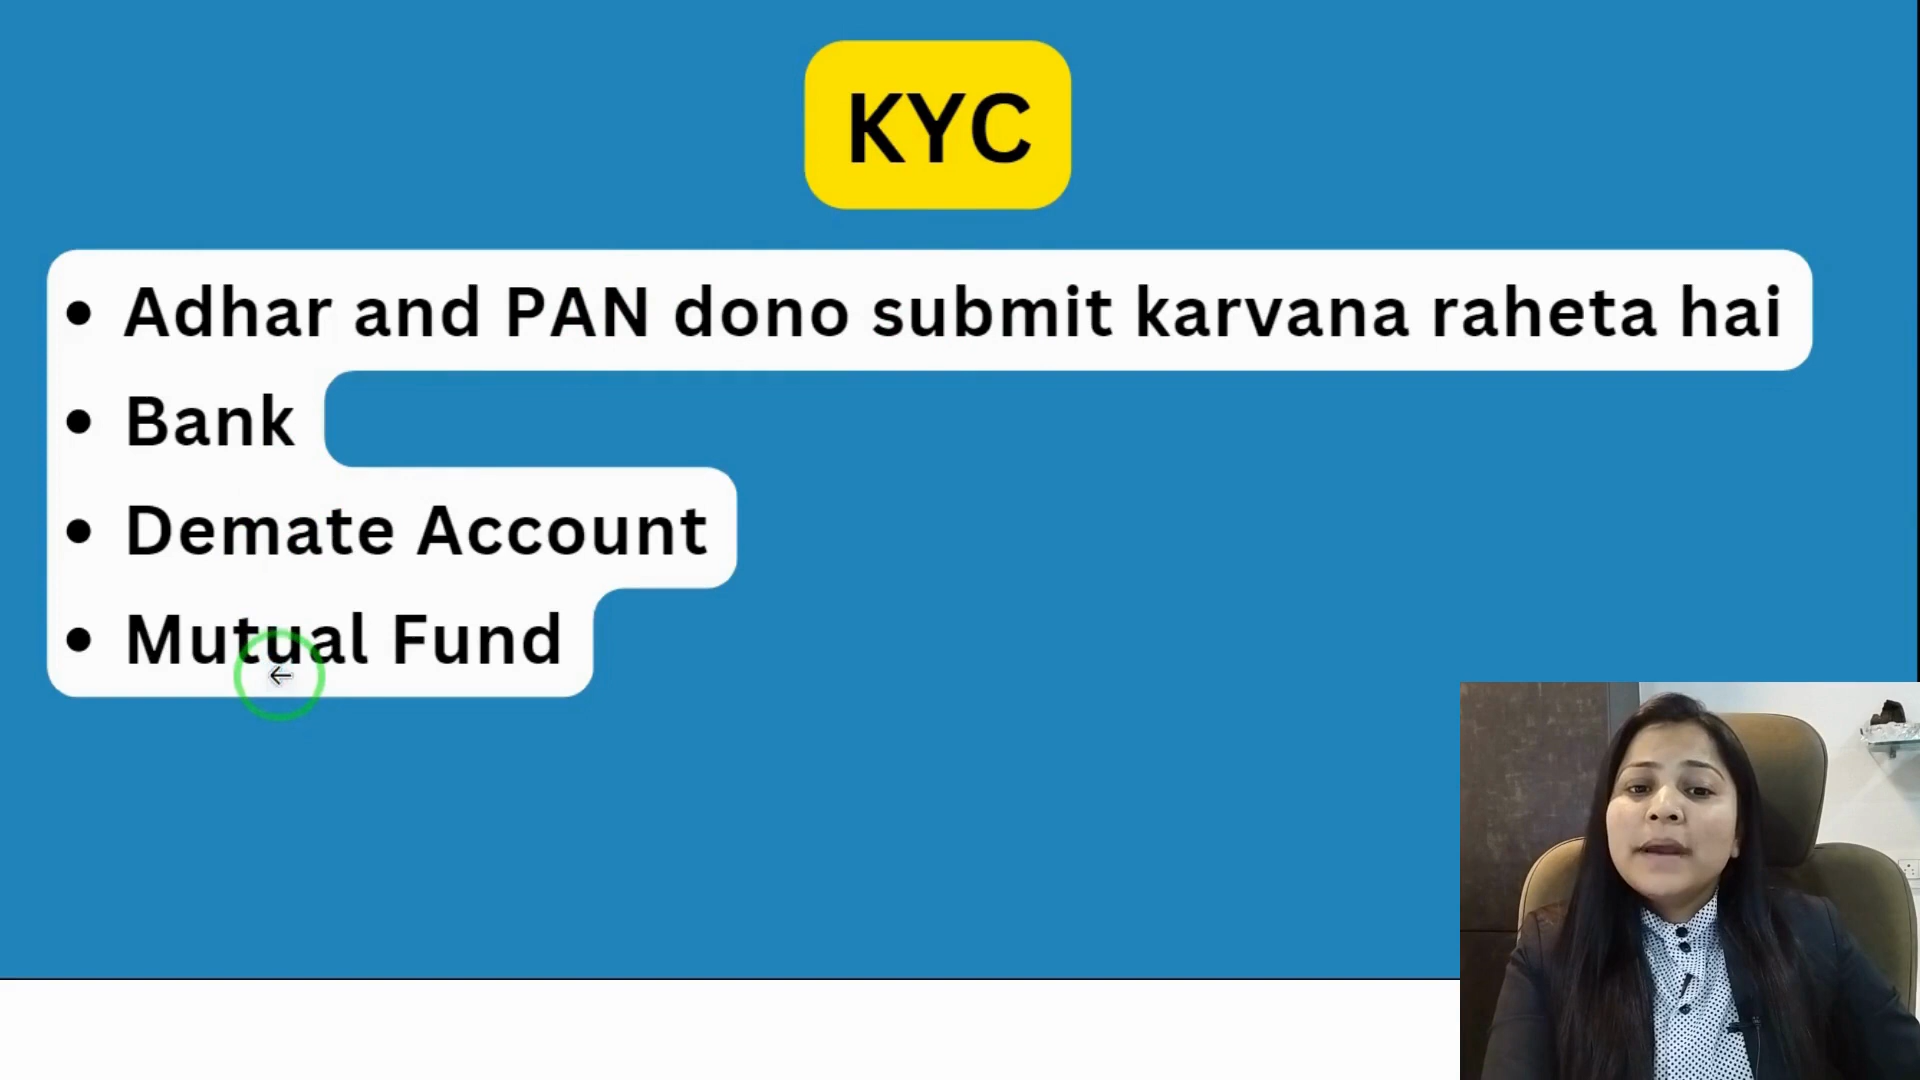 KYC
• Adhar and PAN dono submit karvana raheta hai
• Bank
• Demate Account
• Mutual Fund